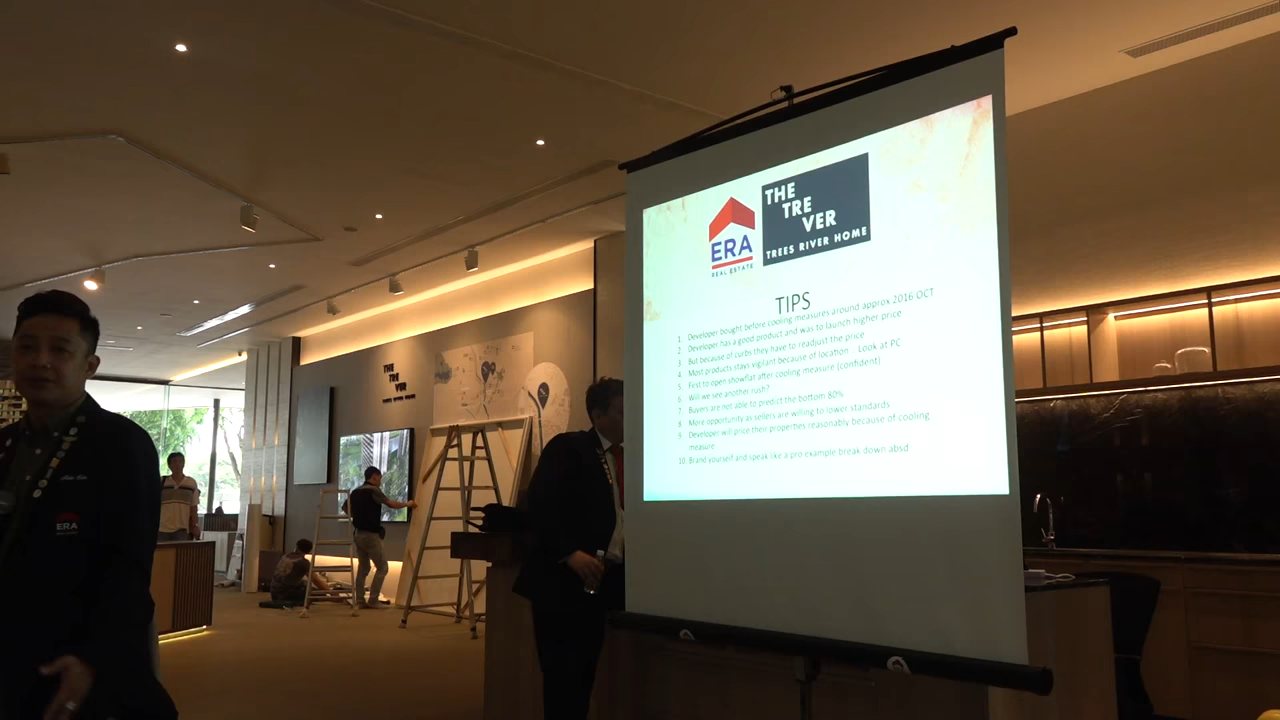 THE
TRE
VER
TREES RIVER HOME
ERA
REAL ESTATE
TIPS
1. Developer bought before cooling measures around approx 2016 OCT
2. Developer has a good product and was to launch higher price
3. But because of curbs they have to readjust the price
4. Most products stays vigilant because of location... Look at PC
5. First to open showflat after cooling measure (confident)
6. Will we see another rush?
7. Buyers are not able to predict the bottom 80%
8. More opportunity as sellers are willing to lower standards
9. Developer will price their properties reasonably because of cooling
measure
10. Brand yourself and speak like a pro example break down absd
THE
TRE
VER
ERA